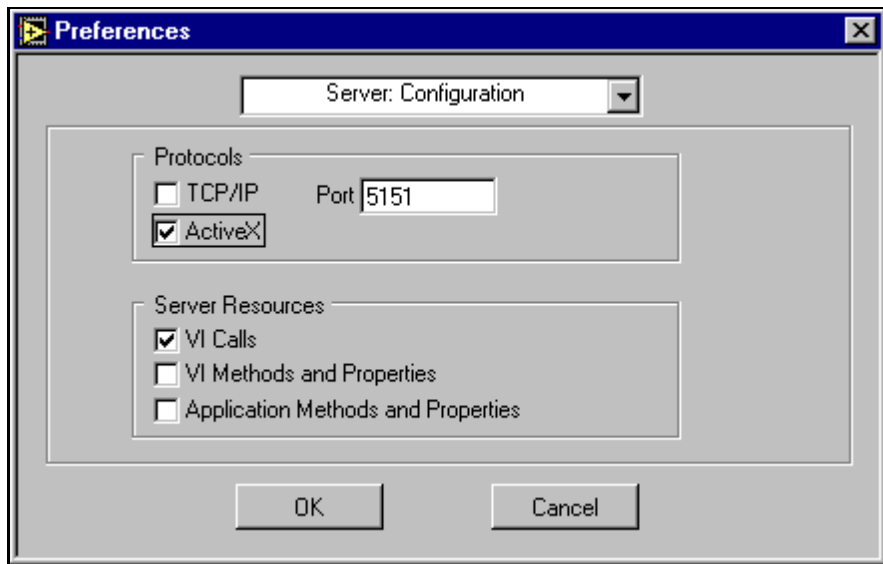 Preferences
Server: Configuration
Protocols
TCP/IP Port 5151
ActiveX
Server Resources
VI Calls
VI Methods and Properties
Application Methods and Properties
OK Cancel